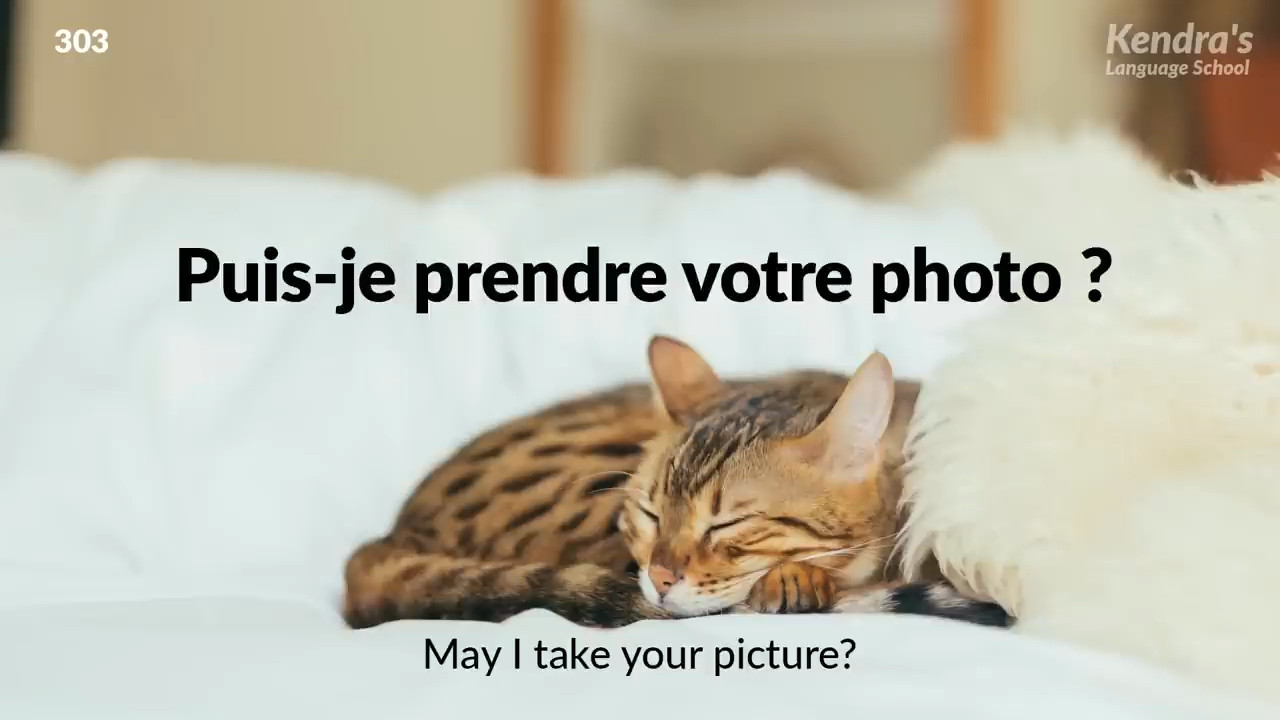 303
Kendra's
Language School
Puis-je prendre votre photo ?
May I take your picture?